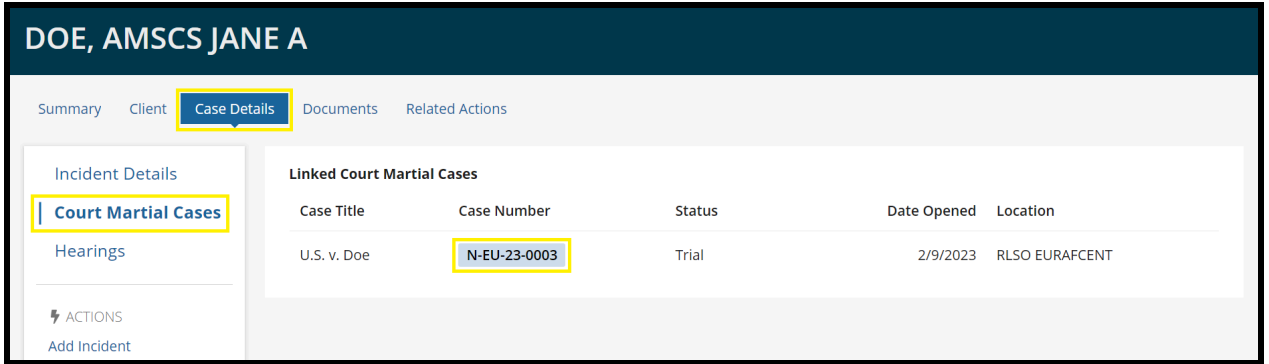 DOE, AMSCS JANE A
Summary Client Case Details Documents Related Actions
Incident Details
Court Martial Cases
Hearings
ACTIONS
Add Incident
Linked Court Martial Cases
Case Title Case Number Status Date Opened Location
U.S. v. Doe N-EU-23-0003 Trial 2/9/2023 RLSO EURAFCENT